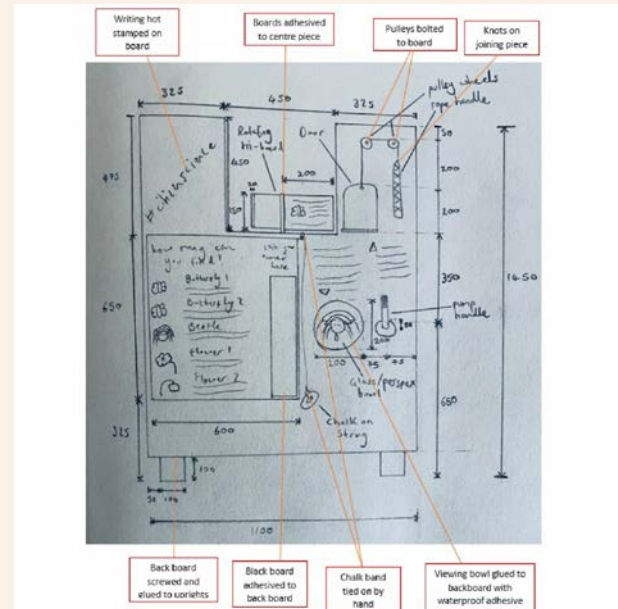 Writing hot
stamped on
board
Boards adhesived
to centre piece
Pulleys bolted
to board
Knots on
joining piece
325
450
325
pulley wheels
rope handle
Door
Rotating
tri-board
50
200
200
475
450
200
150
#citizenscience
how many can
you find?
Butterfly 1
Butterfly 2
Beetle
Flower 1
Flower 2
here
350
1450
pump
handle
200
200
75
Glass/perspex
bowl
650
650
Chalk on
String
600
325
100
50
100
1100
Back board
screwed and
glued to uprights
Black board
adhesived to
back board
Chalk band
tied on by
hand
Viewing bowl glued to
backboard with
waterproof adhesive